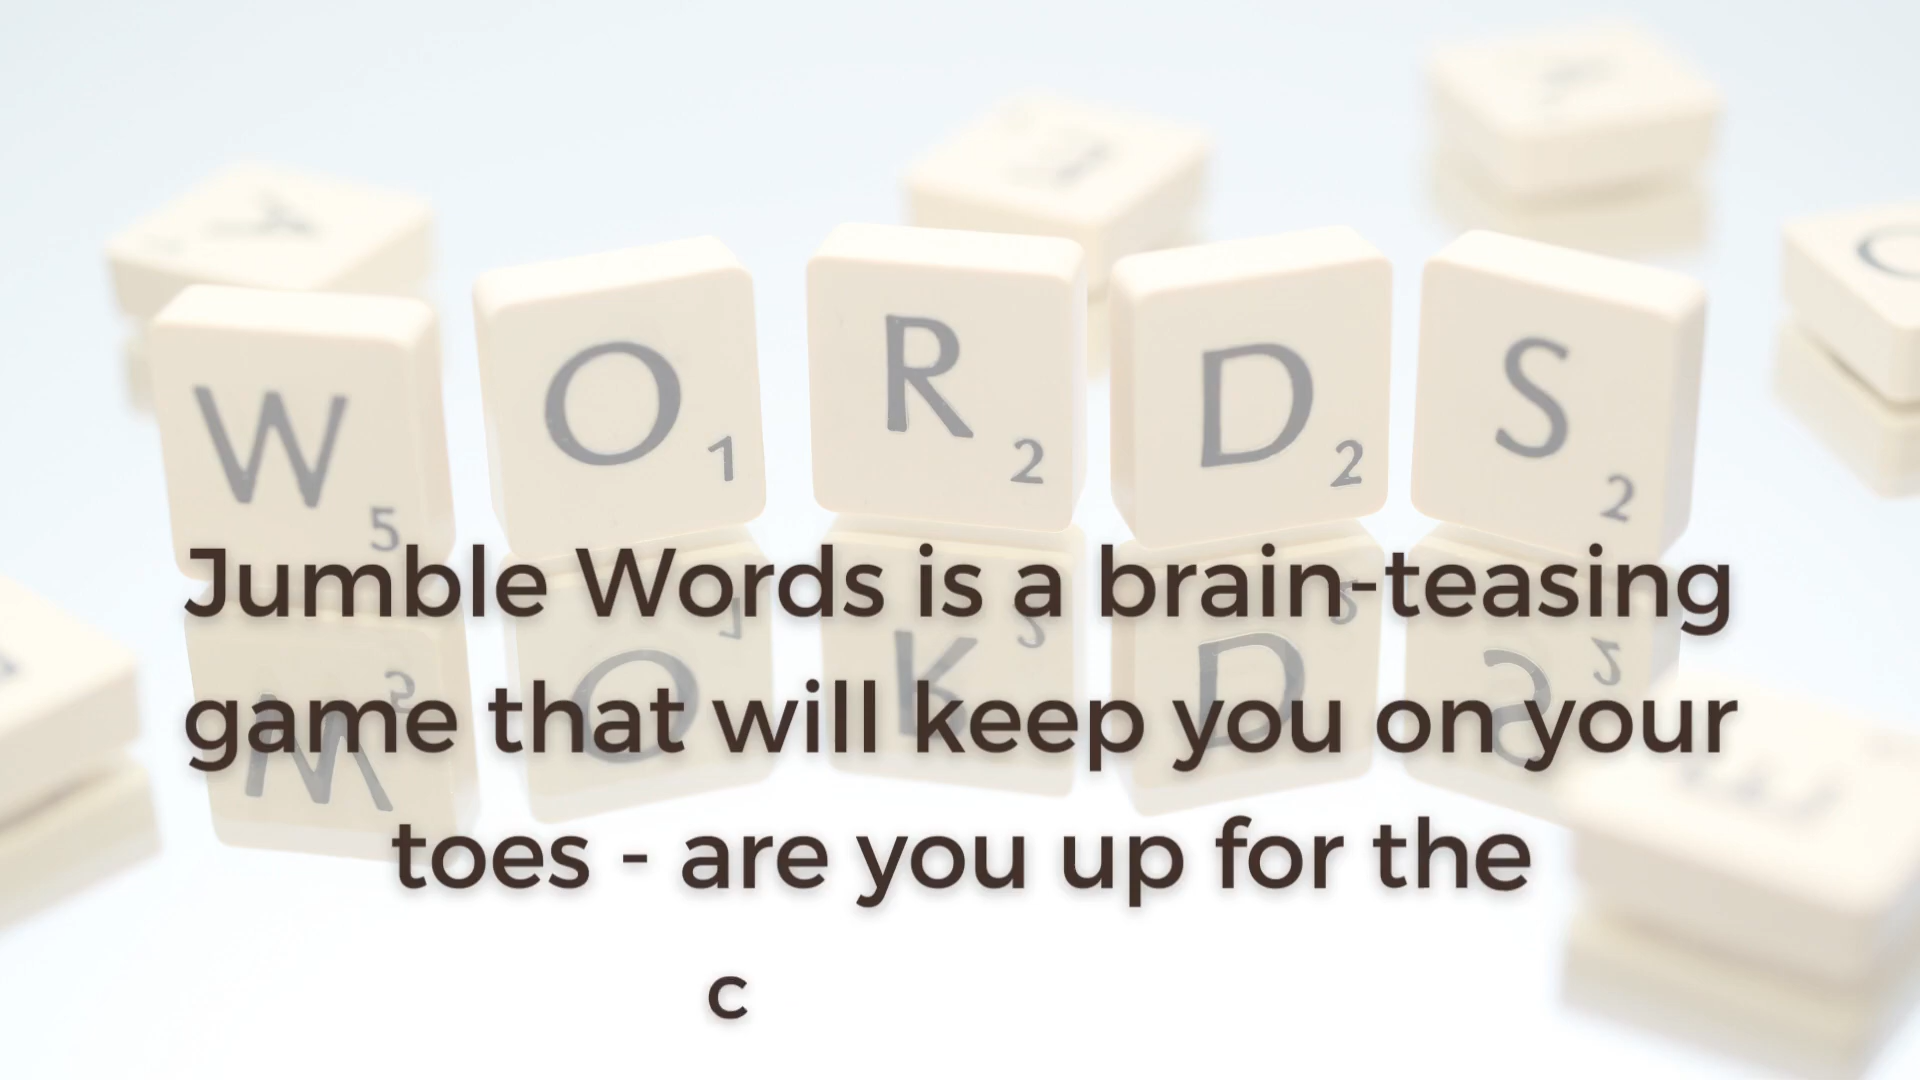 W5 O1 R2 D2 S2
Jumble Words is a brain-teasing
game that will keep you on your
toes - are you up for the
c